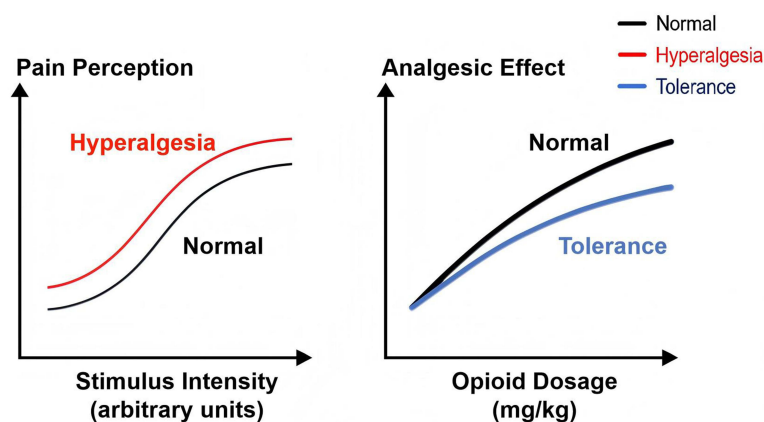 Normal
Hyperalgesia
Tolerance
Pain Perception
Hyperalgesia
Normal
Stimulus Intensity
(arbitrary units)
Analgesic Effect
Normal
Tolerance
Opioid Dosage
(mg/kg)